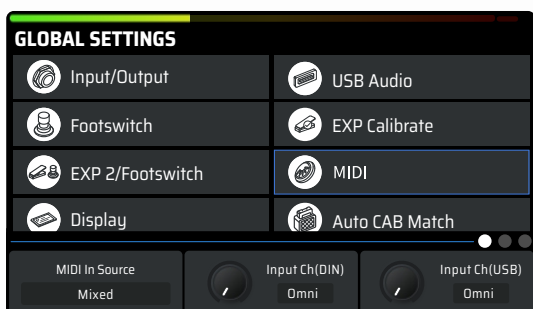 GLOBAL SETTINGS
Input/Output
USB Audio
Footswitch
EXP Calibrate
EXP 2/Footswitch
MIDI
Display
Auto CAB Match
MIDI In Source
Mixed
Input Ch(DIN)
Omni
Input Ch(USB)
Omni